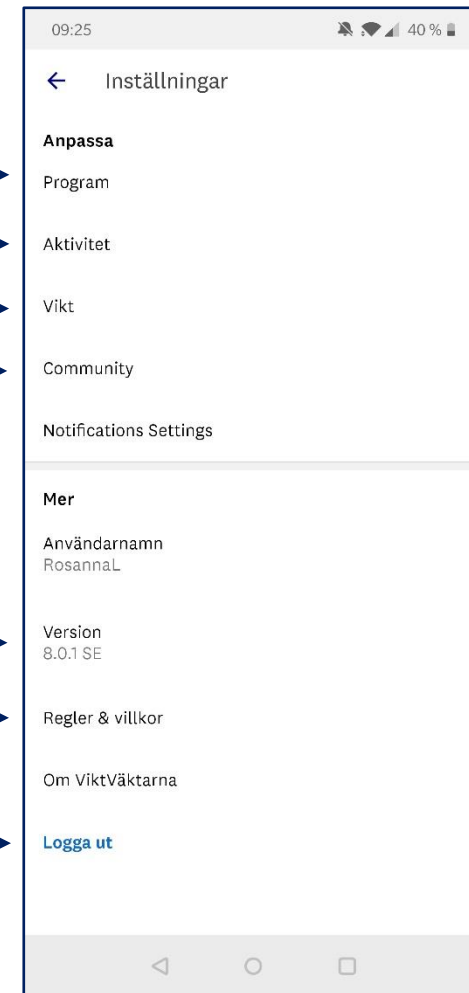 09:25 40 %
Inställningar
Anpassa
Program
Aktivitet
Vikt
Community
Notifications Settings
Mer
Användarnamn
RosannaL
Version
8.0.1 SE
Regler & villkor
Om ViktVäktarna
Logga ut